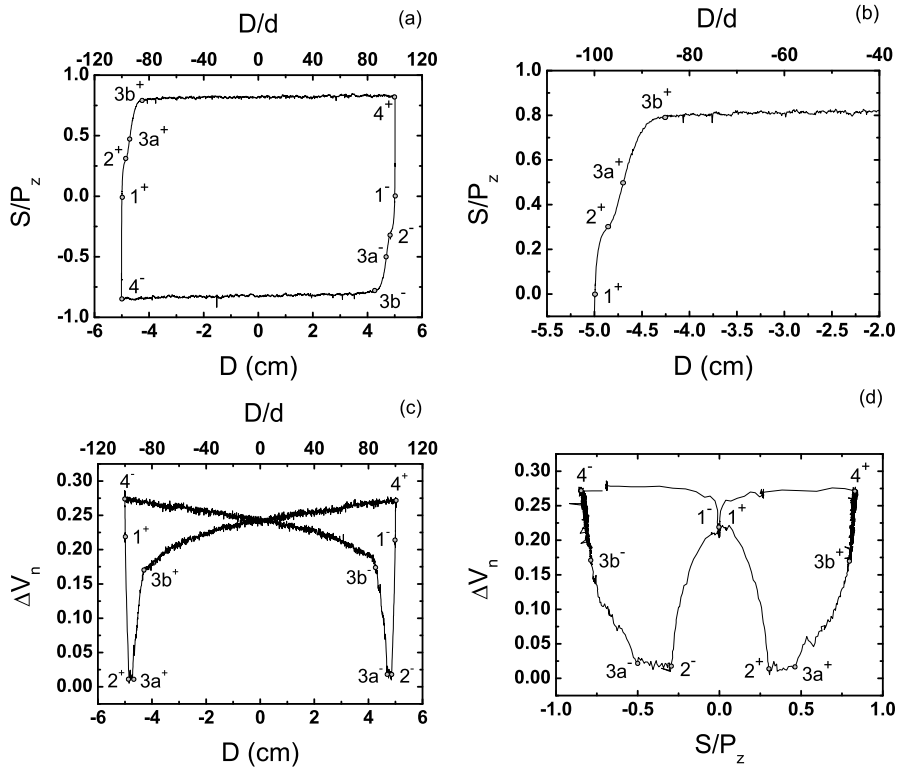 D/d
(a)
-120 -80 -40 0 40 80 120
1.0
3b⁺
4⁺
0.5
3a⁺
2⁺
S/P_z
0.0
1⁺
1⁻
2⁻
-0.5
3a⁻
4⁻
3b⁻
-1.0
-6 -4 -2 0 2 4 6
D (cm)
D/d
(b)
-100 -80 -60 -40
1.0
3b⁺
0.8
3a⁺
0.6
S/P_z
0.4
2⁺
0.2
0.0
1⁺
-5.5 -5.0 -4.5 -4.0 -3.5 -3.0 -2.5 -2.0
D (cm)
D/d
(c)
-120 -80 -40 0 40 80 120
0.30
4⁻
4⁺
0.25
1⁺
1⁻
0.20
3b⁺
3b⁻
0.15
ΔV_n
0.10
0.05
2⁺
3a⁺
3a⁻
2⁻
0.00
-6 -4 -2 0 2 4 6
D (cm)
(d)
4⁻
4⁺
0.30
0.25
1⁻
1⁺
0.20
3b⁻
3b⁺
0.15
ΔV_n
0.10
0.05
3a⁻
2⁻
2⁺
3a⁺
0.00
-1.0 -0.5 0.0 0.5 1.0
S/P_z